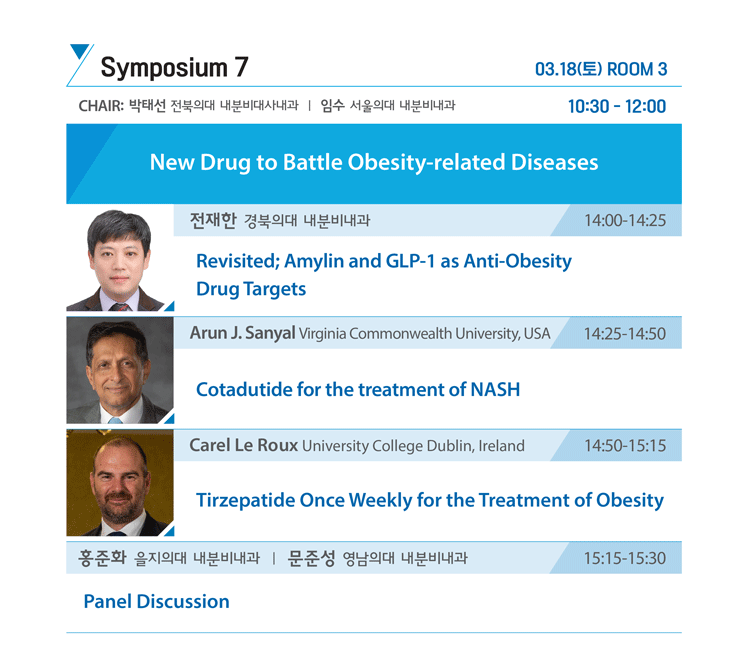 Symposium 7
03.18(토) ROOM 3
CHAIR: 박태선 전북의대 내분비대사내과 | 임수 서울의대 내분비내과
10:30 - 12:00
New Drug to Battle Obesity-related Diseases
전재한 경북의대 내분비내과
14:00-14:25
Revisited; Amylin and GLP-1 as Anti-Obesity
Drug Targets
Arun J. Sanyal Virginia Commonwealth University, USA
14:25-14:50
Cotadutide for the treatment of NASH
Carel Le Roux University College Dublin, Ireland
14:50-15:15
Tirzepatide Once Weekly for the Treatment of Obesity
홍준화 을지의대 내분비내과 | 문준성 영남의대 내분비내과
15:15-15:30
Panel Discussion